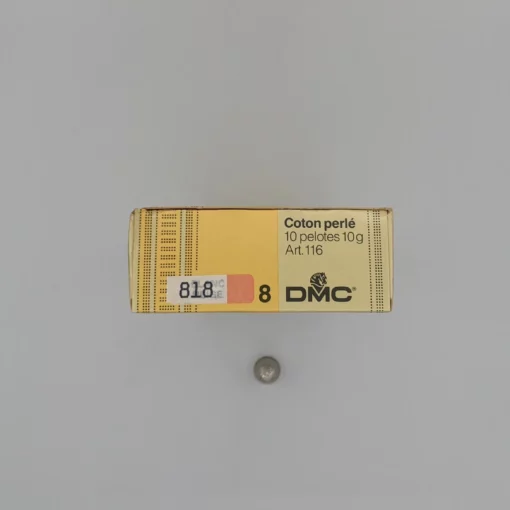 Coton perlé
10 pelotes 10g
Art.116
818
8
DMC